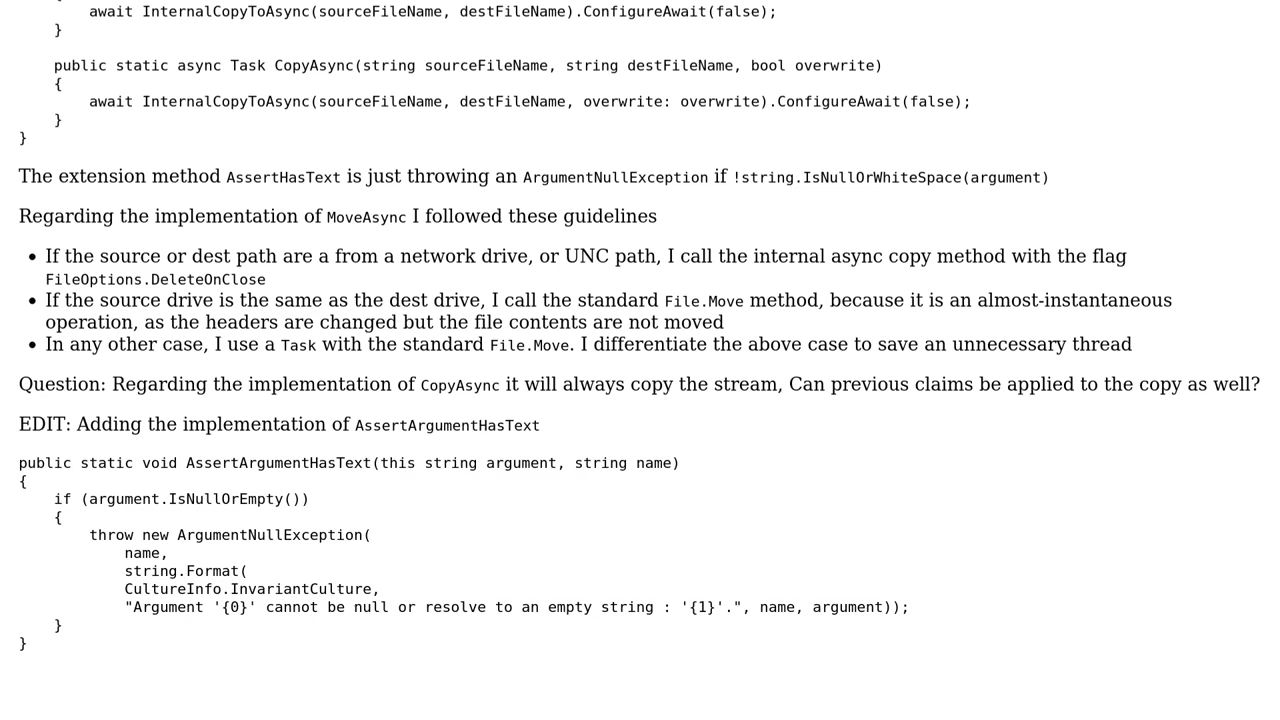 await InternalCopyToAsync(sourceFileName, destFileName).ConfigureAwait(false);
    }
    public static async Task CopyAsync(string sourceFileName, string destFileName, bool overwrite)
    {
        await InternalCopyToAsync(sourceFileName, destFileName, overwrite: overwrite).ConfigureAwait(false);
    }
}
The extension method AssertHasText is just throwing an ArgumentNullException if !string.IsNullOrWhiteSpace(argument)
Regarding the implementation of MoveAsync I followed these guidelines
• If the source or dest path are a from a network drive, or UNC path, I call the internal async copy method with the flag
FileOptions.DeleteOnClose
• If the source drive is the same as the dest drive, I call the standard File.Move method, because it is an almost-instantaneous
operation, as the headers are changed but the file contents are not moved
• In any other case, I use a Task with the standard File.Move. I differentiate the above case to save an unnecessary thread
Question: Regarding the implementation of CopyAsync it will always copy the stream, Can previous claims be applied to the copy as well?
EDIT: Adding the implementation of AssertArgumentHasText
public static void AssertArgumentHasText(this string argument, string name)
{
    if (argument.IsNullOrEmpty())
    {
        throw new ArgumentNullException(
            name,
            string.Format(
            CultureInfo.InvariantCulture,
            "Argument '{0}' cannot be null or resolve to an empty string : '{1}'.", name, argument));
    }
}